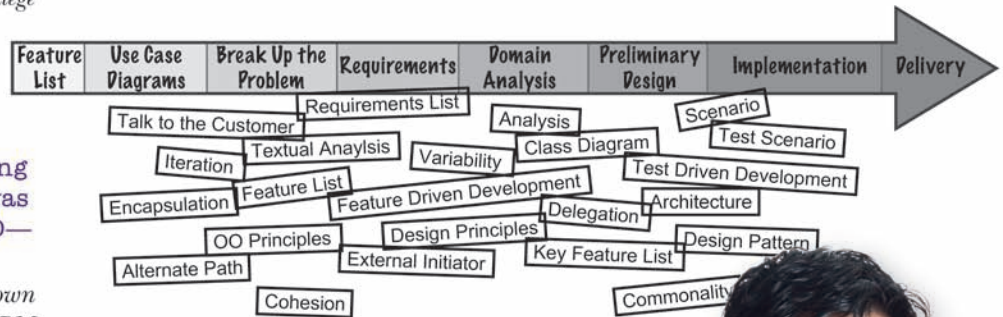 Feature List
Use Case Diagrams
Break Up the Problem
Requirements
Domain Analysis
Preliminary Design
Implementation
Delivery
Requirements List
Scenario
Talk to the Customer
Analysis
Test Scenario
Textual Anaylsis
Class Diagram
Iteration
Variability
Test Driven Development
Feature List
Feature Driven Development
Encapsulation
Delegation
Architecture
OO Principles
Design Principles
Design Pattern
Alternate Path
External Initiator
Key Feature List
Cohesion
Commonality